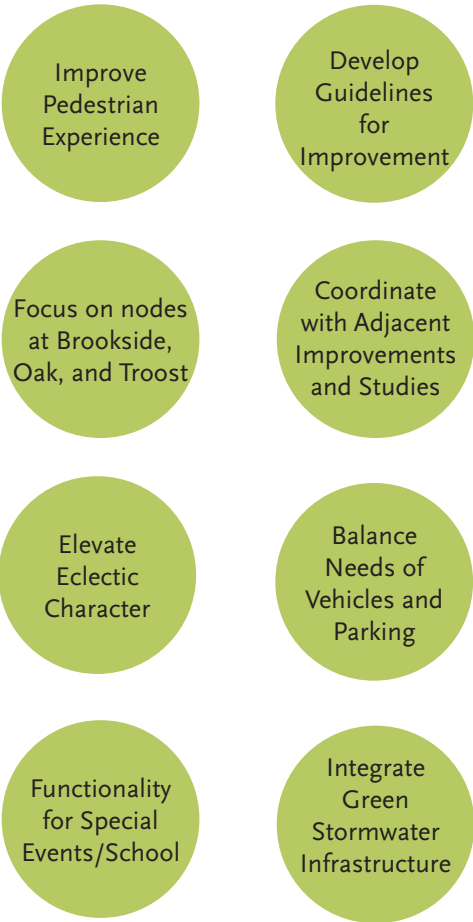 Improve
Pedestrian
Experience
Develop
Guidelines
for
Improvement
Focus on nodes
at Brookside,
Oak, and Troost
Coordinate
with Adjacent
Improvements
and Studies
Elevate
Eclectic
Character
Balance
Needs of
Vehicles and
Parking
Functionality
for Special
Events/School
Integrate
Green
Stormwater
Infrastructure